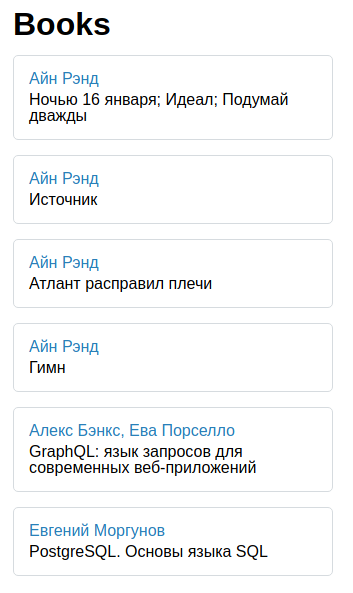 Books
Айн Рэнд
Ночью 16 января; Идеал; Подумай
дважды
Айн Рэнд
Источник
Айн Рэнд
Атлант расправил плечи
Айн Рэнд
Гимн
Алекс Бэнкс, Ева Порселло
GraphQL: язык запросов для
современных веб-приложений
Евгений Моргунов
PostgreSQL. Основы языка SQL